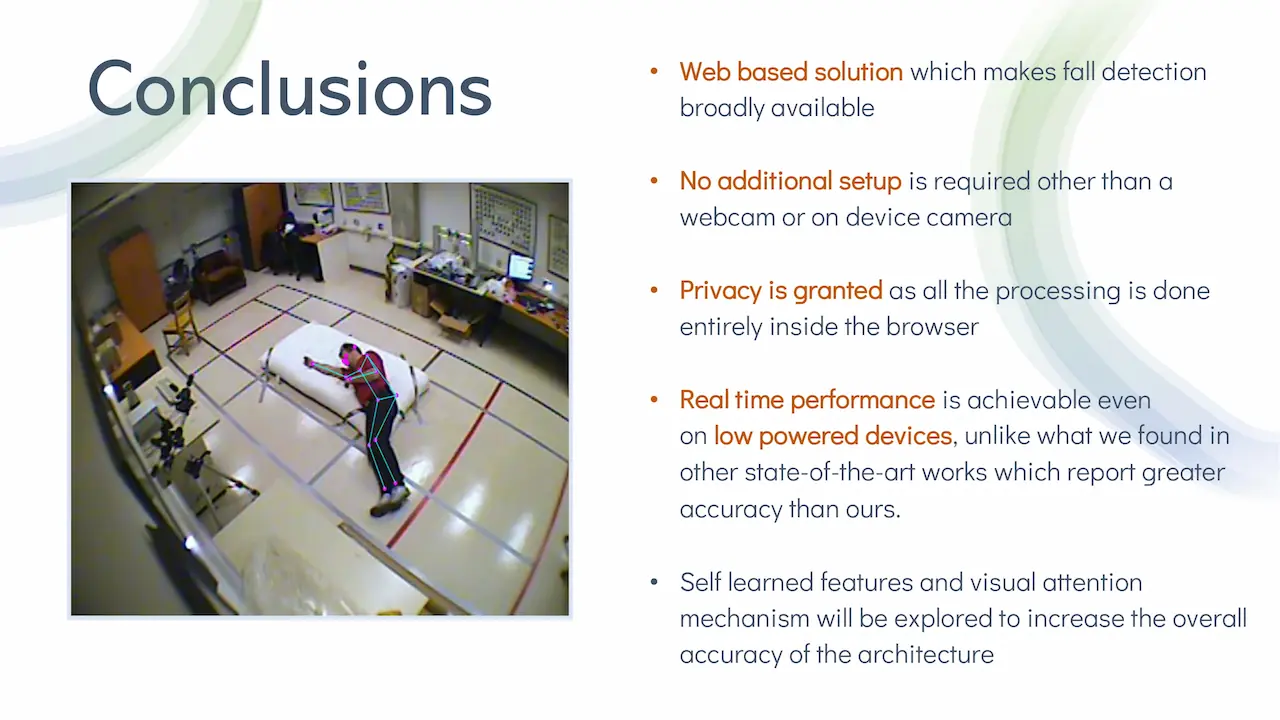 Conclusions
• Web based solution which makes fall detection
broadly available
• No additional setup is required other than a
webcam or on device camera
• Privacy is granted as all the processing is done
entirely inside the browser
• Real time performance is achievable even
on low powered devices, unlike what we found in
other state-of-the-art works which report greater
accuracy than ours.
• Self learned features and visual attention
mechanism will be explored to increase the overall
accuracy of the architecture